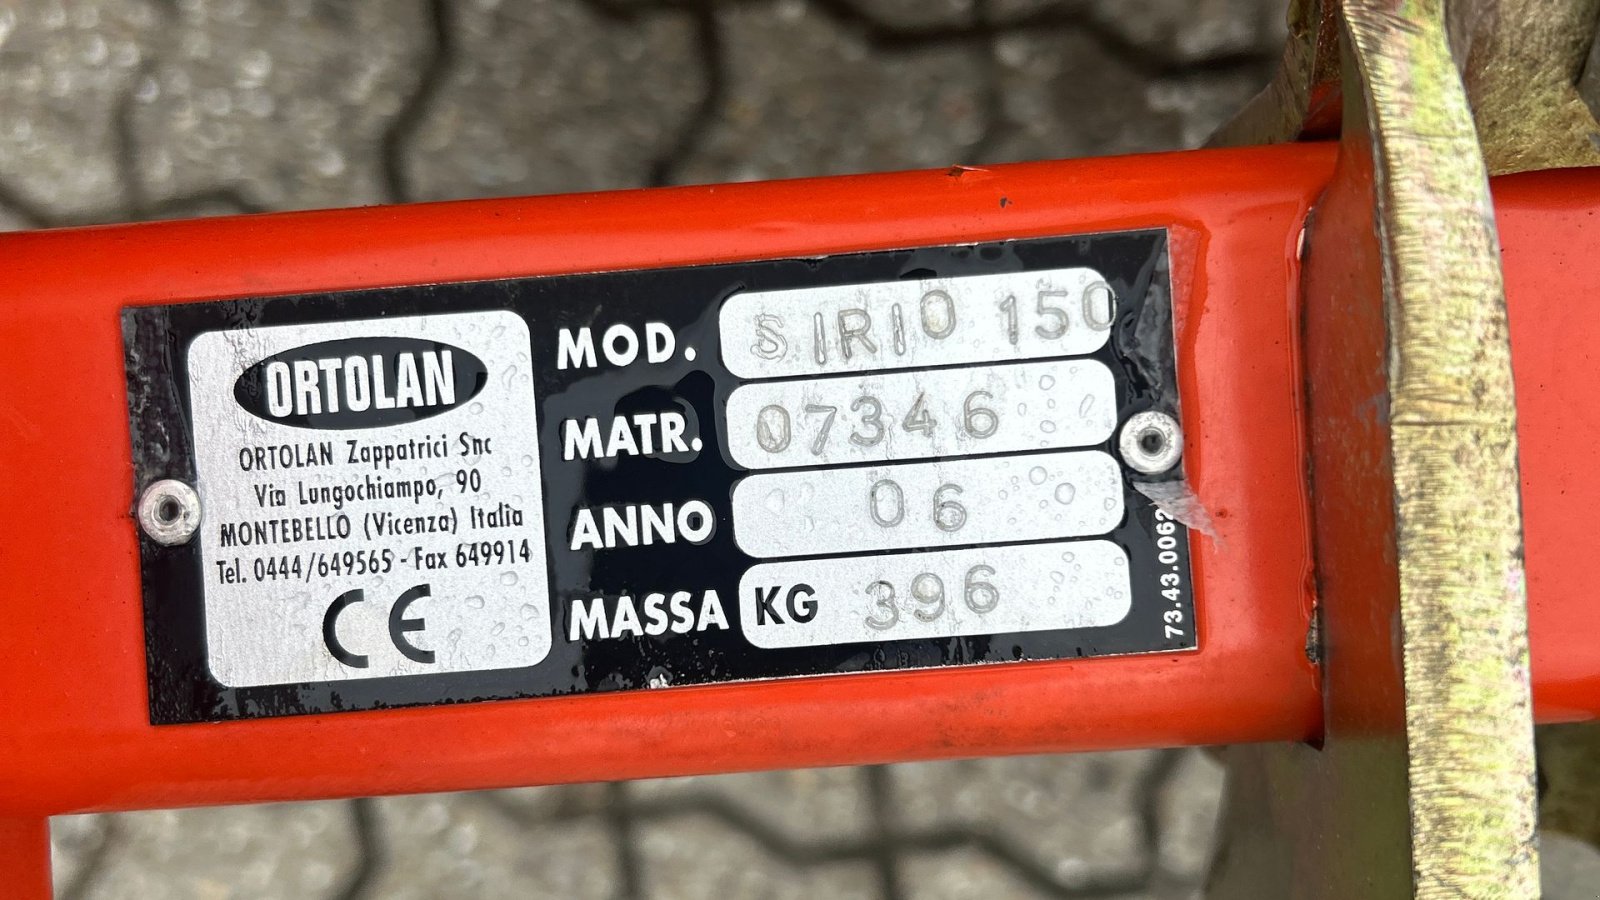 ORTOLAN
ORTOLAN Zappatrici Snc
Via Lungochiampo, 90
MONTEBELLO (Vicenza) Italia
Tel. 0444/649565 - Fax 649914
CE
MOD. SIRIO 150
MATR. 07346
ANNO 06
MASSA KG 396
73.43.0062